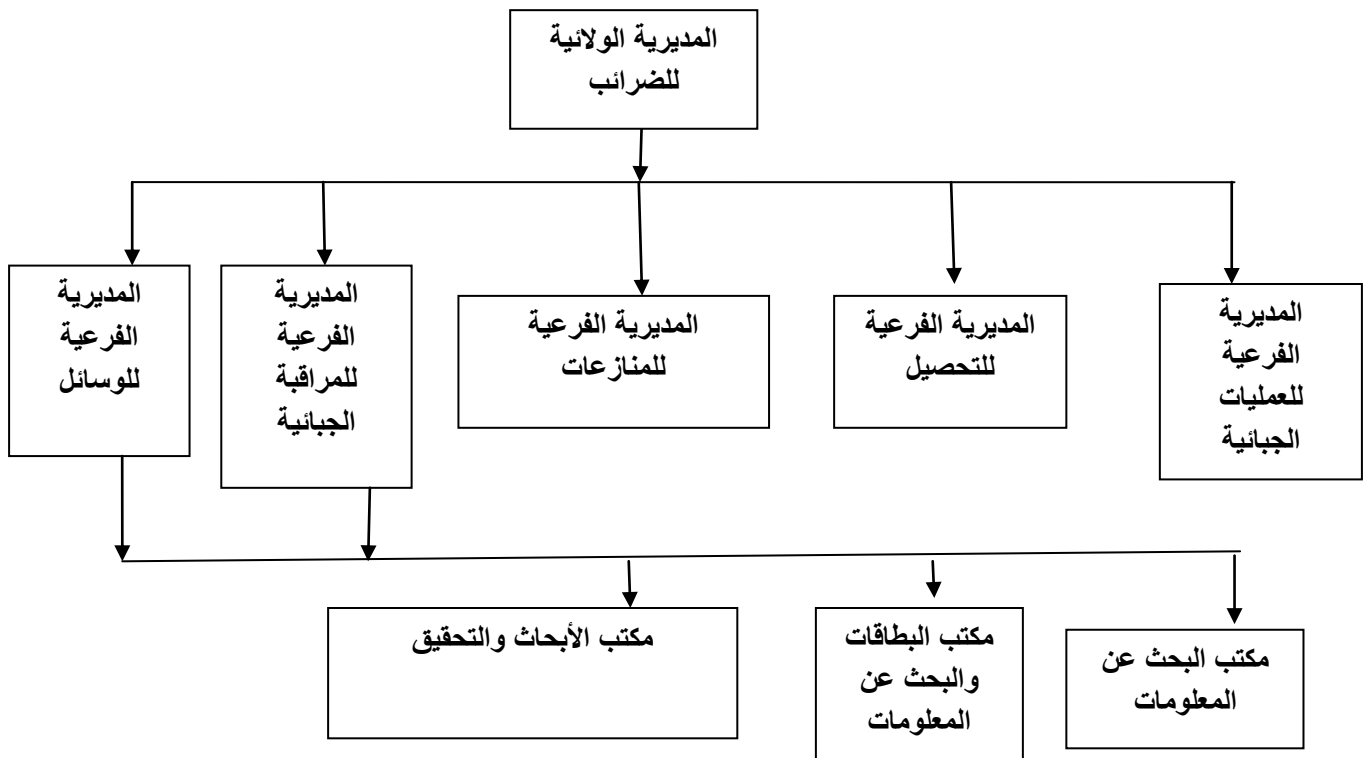 المديرية الولائية
للضرائب
المديرية
الفرعية
للعمليات
الجبائية
المديرية الفرعية
للتحصيل
المديرية الفرعية
للمنازعات
المديرية
الفرعية
للمراقبة
الجبائية
المديرية
الفرعية
للوسائل
مكتب البحث عن
المعلومات
مكتب البطاقات
والبحث عن
المعلومات
مكتب الأبحاث والتحقيق